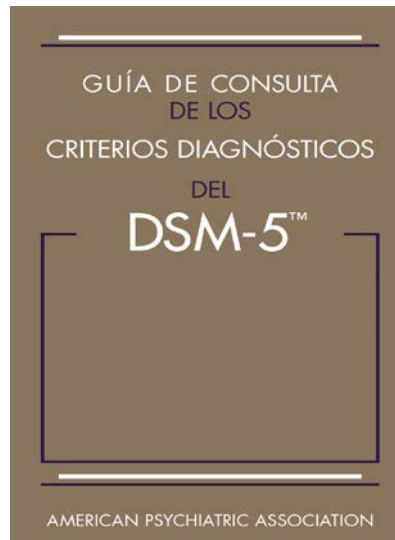 GUÍA DE CONSULTA
DE LOS
CRITERIOS DIAGNÓSTICOS
DEL
DSM-5™
AMERICAN PSYCHIATRIC ASSOCIATION